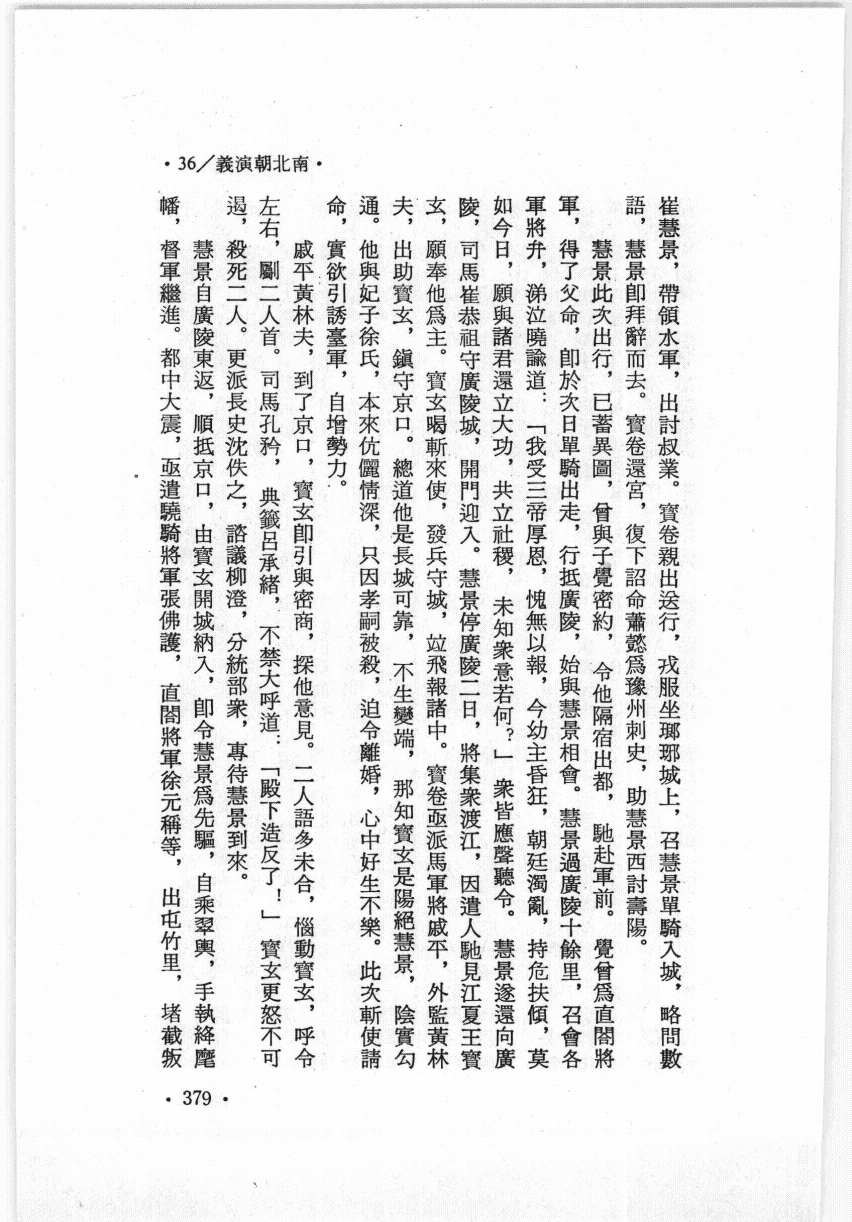 •36／義演朝北南•
崔慧景，帶領水軍，出討叔業。寶卷親出送行，戎服坐瑯琊城上，召慧景單騎入城，略問數
語，慧景卽拜辭而去。寶卷還宮，復下詔命蕭懿爲豫州刺史，助慧景西討壽陽。
慧景此次出行，已蓄異圖，曾與子覺密約，令他隔宿出都，馳赴軍前。覺曾爲直閤將
軍，得了父命，卽於次日單騎出走，行抵廣陵，始與慧景相會。慧景過廣陵十餘里，召會各
軍將弁，涕泣曉諭道：「我受三帝厚恩，愧無以報，今幼主昏狂，朝廷濁亂，持危扶傾，莫
如今日，願與諸君還立大功，共立社稷，未知衆意若何？」衆皆應聲聽令。慧景遂還向廣
陵，司馬崔恭祖守廣陵城，開門迎入。慧景停廣陵二日，將集衆渡江，因遣人馳見江夏王寶
玄，願奉他爲主。寶玄喝斬來使，發兵守城，竝飛報諸中。寶卷亟派馬軍將戚平，外監黃林
夫，出助寶玄，鎭守京口。總道他是長城可靠，不生變端，那知寶玄是陽絕慧景，陰實勾
通。他與妃子徐氏，本來伉儷情深，只因孝嗣被殺，迫令離婚，心中好生不樂。此次斬使請
命，實欲引誘臺軍，自增勢力。
戚平黃林夫，到了京口，寶玄卽引與密商，探他意見。二人語多未合，惱動寶玄，呼令
左右，劚二人首。司馬孔矜，典籤呂承緒，不禁大呼道：「殿下造反了！」寶玄更怒不可
遏，殺死二人。更派長史沈佚之，諮議柳澄，分統部衆，專待慧景到來。
慧景自廣陵東返，順抵京口，由寶玄開城納入，卽令慧景爲先驅，自乘翠輿，手執絳麾
幡，督軍繼進。都中大震，亟遣驍騎將軍張佛護，直閤將軍徐元稱等，出屯竹里，堵截叛
•379•